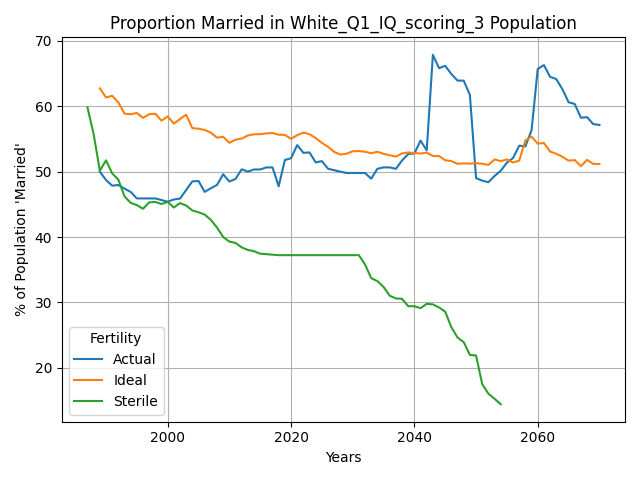 Proportion Married in White_Q1_IQ_scoring_3 Population
% of Population 'Married'
70
60
50
40
30
20
Fertility
Actual
Ideal
Sterile
2000
2020
2040
2060
Years